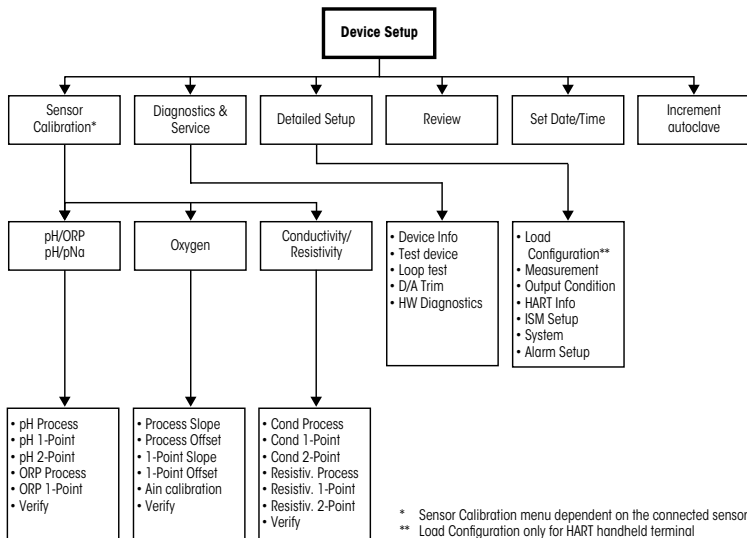 Device Setup
Sensor
Calibration*
Diagnostics &
Service
Detailed Setup
Review
Set Date/Time
Increment
autoclave
pH/ORP
pH/pNa
Oxygen
Conductivity/
Resistivity
• Device Info
• Test device
• Loop test
• D/A Trim
• HW Diagnostics
• Load
Configuration**
• Measurement
• Output Condition
• HART Info
• ISM Setup
• System
• Alarm Setup
• pH Process
• pH 1-Point
• pH 2-Point
• ORP Process
• ORP 1-Point
• Verify
• Process Slope
• Process Offset
• 1-Point Slope
• 1-Point Offset
• Ain calibration
• Verify
• Cond Process
• Cond 1-Point
• Cond 2-Point
• Resistiv. Process
• Resistiv. 1-Point
• Resistiv. 2-Point
• Verify
* Sensor Calibration menu dependent on the connected sensor
** Load Configuration only for HART handheld terminal